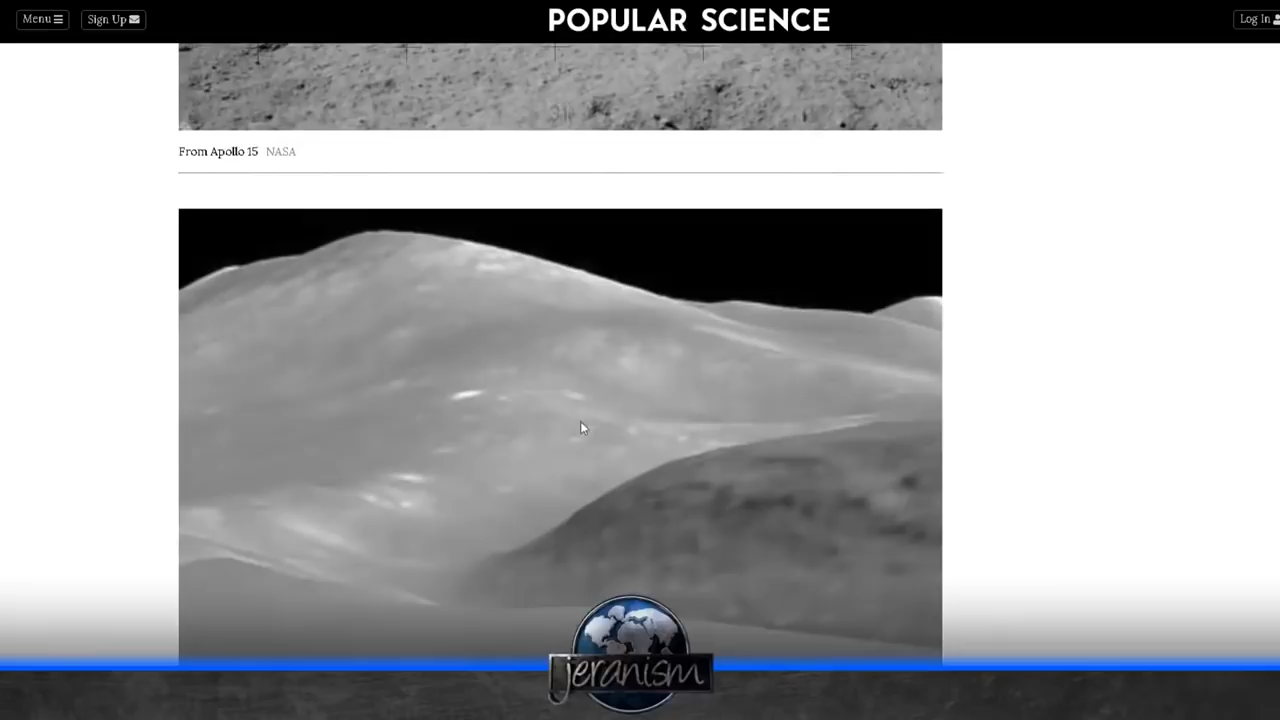 Menu
Sign Up
POPULAR SCIENCE
Log In
From Apollo 15 NASA
jeranism